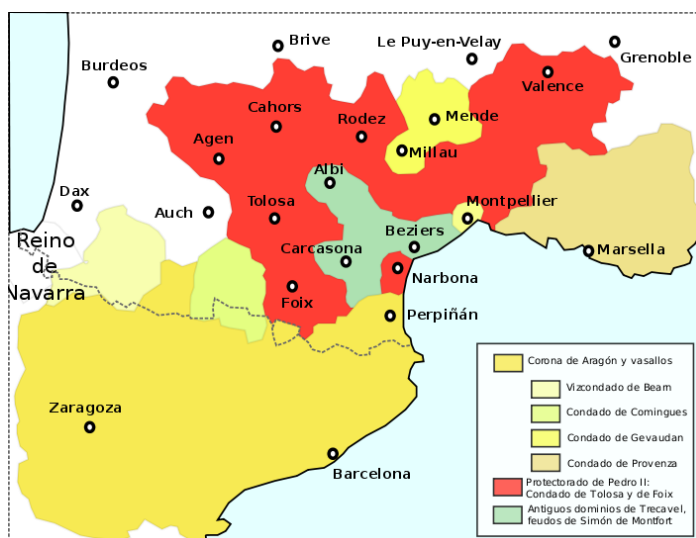 Brive
Le Puy-en-Velay
Grenoble
Burdeos
Valence
Cahors
Rodez
Mende
Agen
Millau
Albi
Dax
Auch
Tolosa
Montpellier
Reino
de
Navarra
Carcasona
Beziers
Marsella
Foix
Narbona
Perpiñán
Zaragoza
Barcelona
Corona de Aragón y vasallos
Vizcondado de Bearn
Condado de Comingues
Condado de Gevaudan
Condado de Provenza
Protectorado de Pedro II:
Condado de Tolosa y de Foix
Antiguos dominios de Trecavel,
feudos de Simón de Montfort